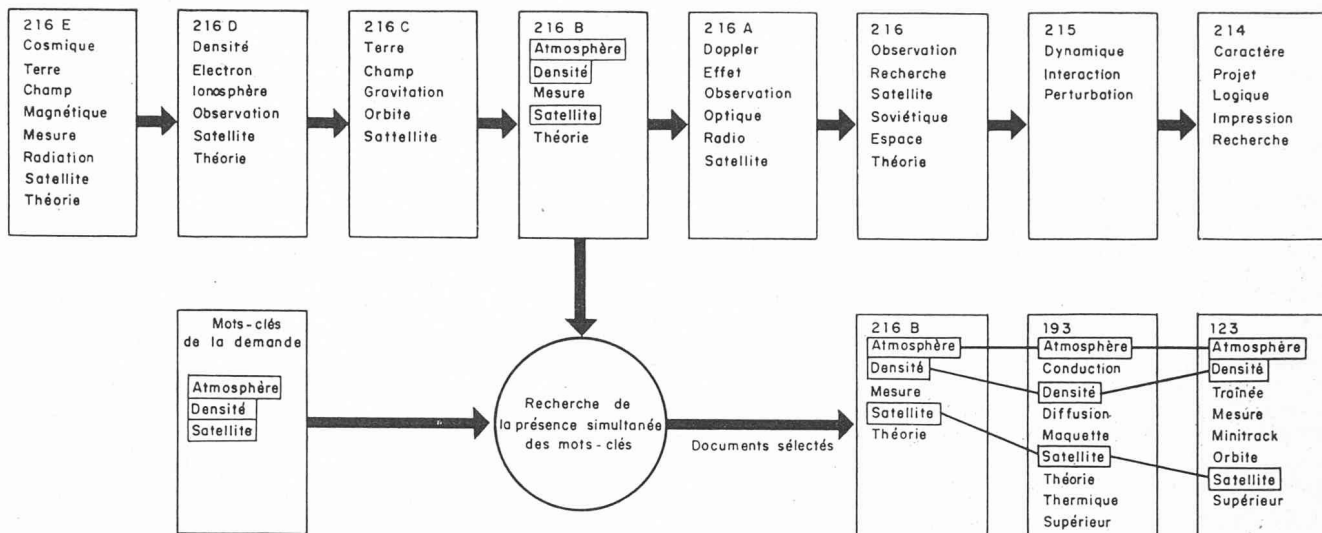 216 E
Cosmique
Terre
Champ
Magnétique
Mesure
Radiation
Satellite
Théorie
216 D
Densité
Electron
Ionosphère
Observation
Satellite
Théorie
216 C
Terre
Champ
Gravitation
Orbite
Sattellite
216 B
Atmosphère
Densité
Mesure
Satellite
Théorie
216 A
Doppler
Effet
Observation
Optique
Radio
Satellite
216
Observation
Recherche
Satellite
Soviétique
Espace
Théorie
215
Dynamique
Interaction
Perturbation
214
Caractére
Projet
Logique
Impression
Recherche
Mots-clés
de la demande
Atmosphère
Densité
Satellite
Recherche de
la présence simultanée
des mots-clés
Documents sélectés
216 B
Atmosphère
Densité
Mesure
Satellite
Théorie
193
Atmosphère
Conduction
Densité
Diffusion
Maquette
Satellite
Théorie
Thermique
Supérieur
123
Atmosphère
Densité
Traînée
Mesure
Minitrack
Orbite
Satellite
Supérieur